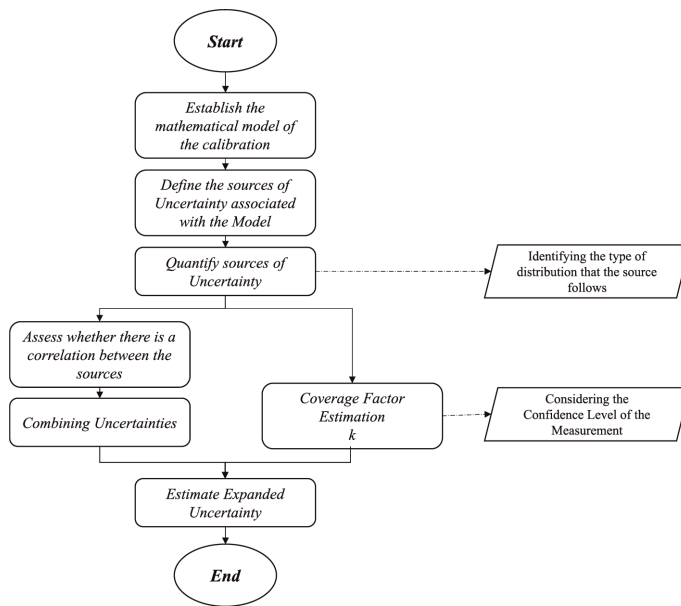 Start
Establish the
mathematical model of
the calibration
Define the sources of
Uncertainty associated
with the Model
Quantify sources of
Uncertainty
Identifying the type of
distribution that the source
follows
Assess whether there is a
correlation between the
sources
Combining Uncertainties
Coverage Factor
Estimation
k
Considering the
Confidence Level of the
Measurement
Estimate Expanded
Uncertainty
End